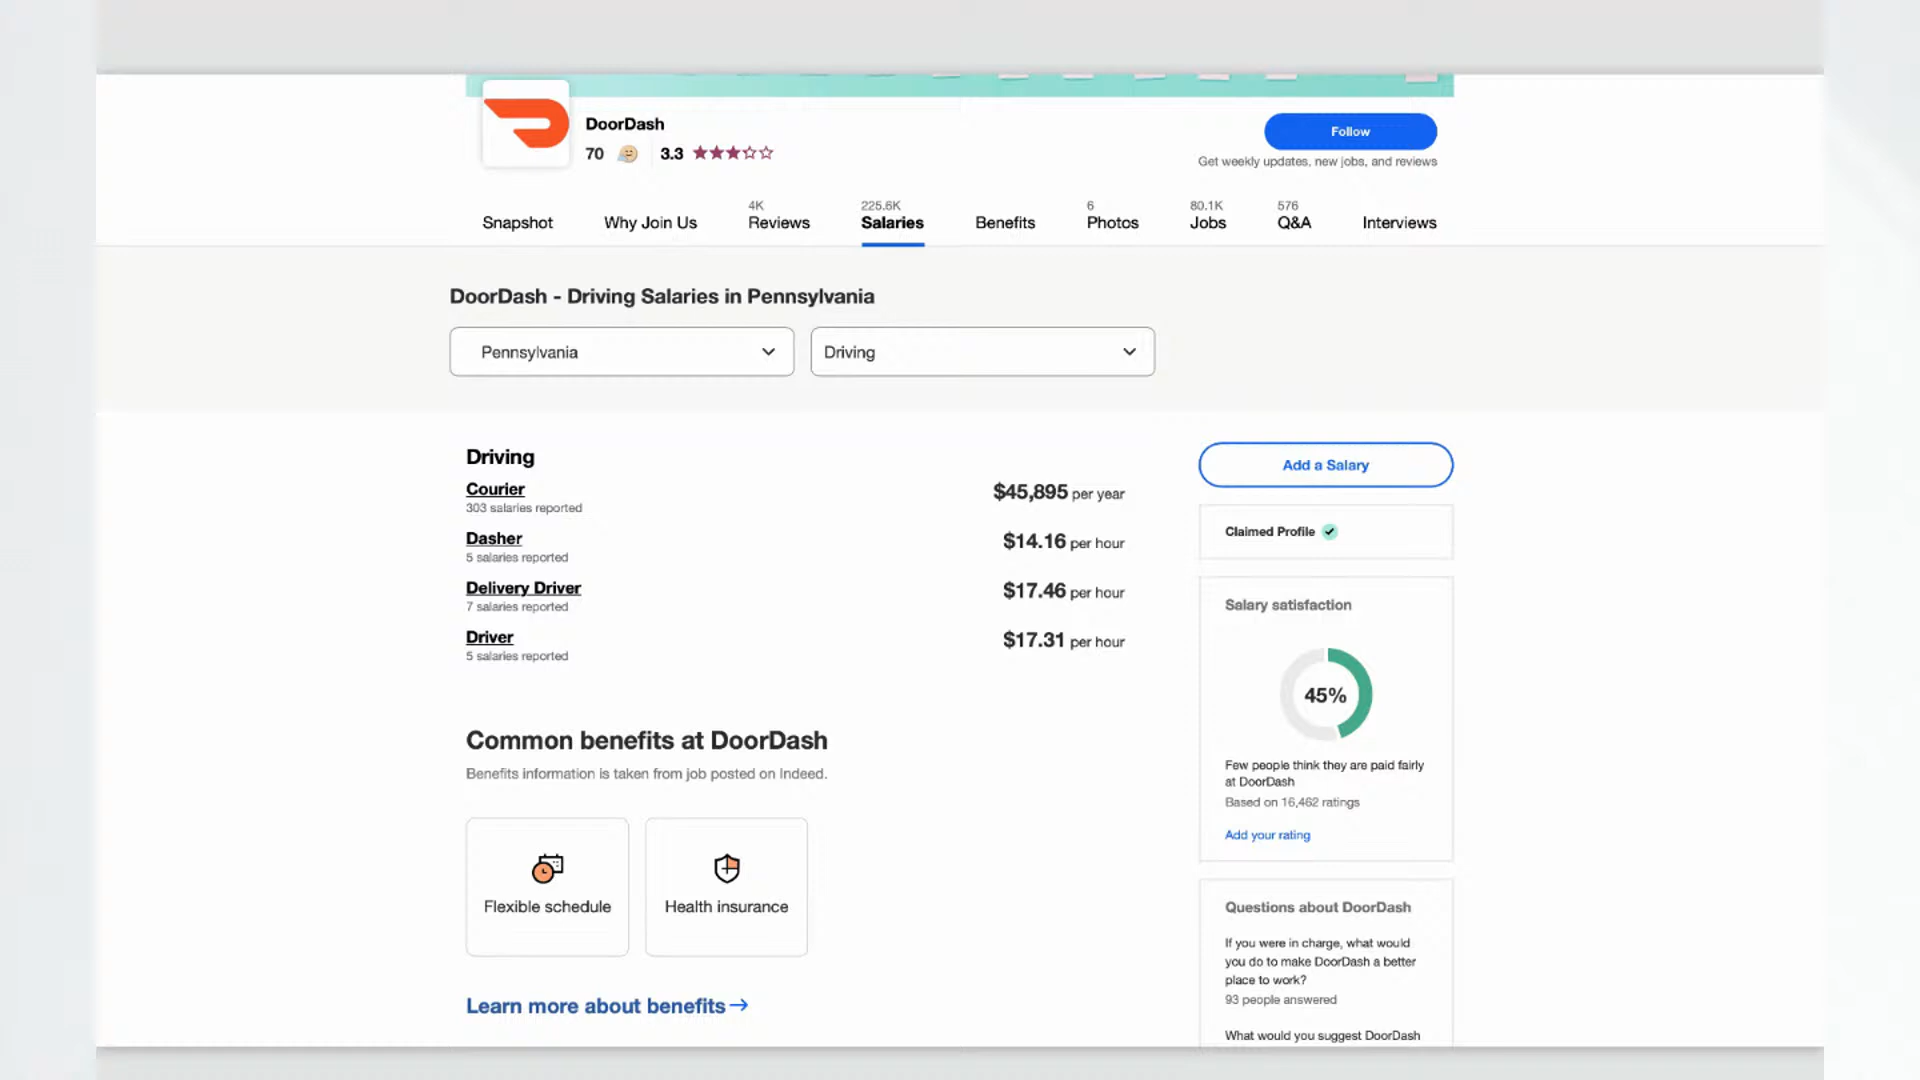 DoorDash
70 3.3
Follow
Get weekly updates, new jobs, and reviews
Snapshot
Why Join Us
4K
Reviews
225.6K
Salaries
Benefits
6
Photos
80.1K
Jobs
576
Q&A
Interviews
DoorDash - Driving Salaries in Pennsylvania
Pennsylvania
Driving
Driving
Courier
303 salaries reported
$45,895 per year
Dasher
5 salaries reported
$14.16 per hour
Delivery Driver
7 salaries reported
$17.46 per hour
Driver
5 salaries reported
$17.31 per hour
Common benefits at DoorDash
Benefits information is taken from job posted on Indeed.
Flexible schedule
Health insurance
Learn more about benefits
Add a Salary
Claimed Profile
Salary satisfaction
45%
Few people think they are paid fairly
at DoorDash
Based on 16,462 ratings
Add your rating
Questions about DoorDash
If you were in charge, what would
you do to make DoorDash a better
place to work?
93 people answered
What would you suggest DoorDash